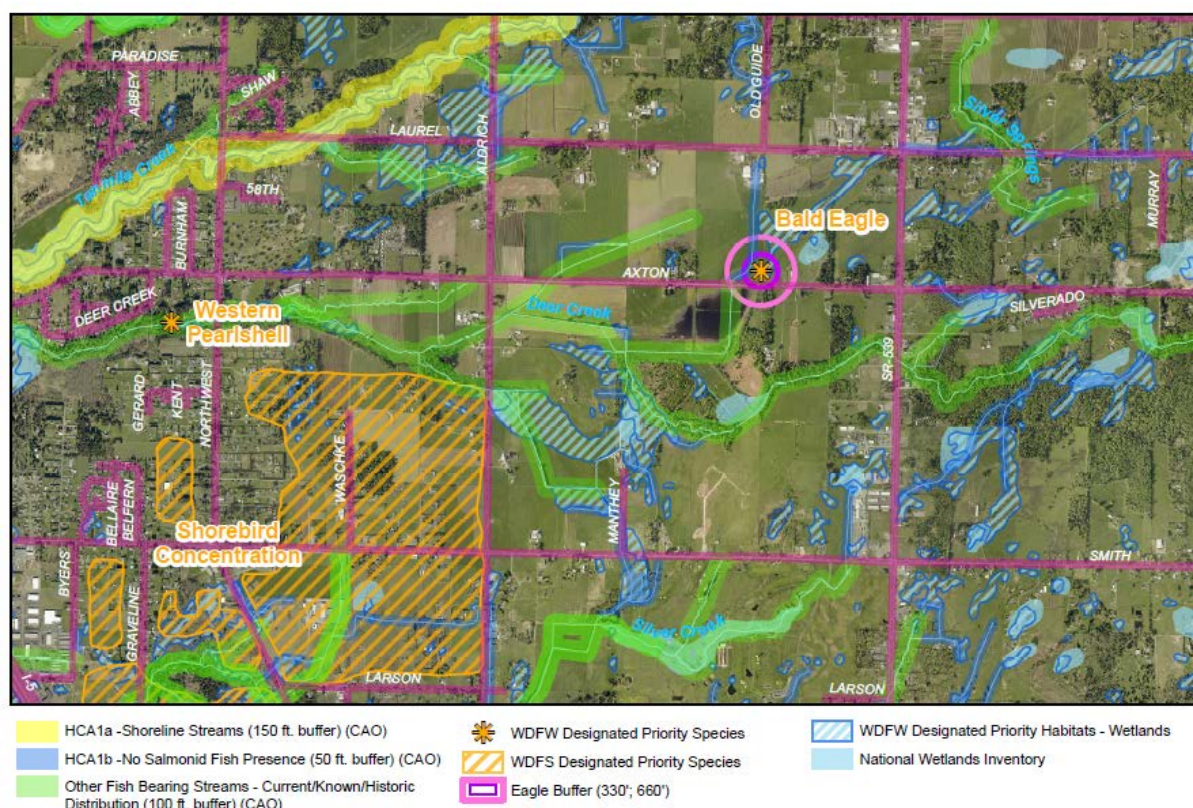 PARADISE
ABBEY
SHAW
LAUREL
ALDRICH
OLD GUIDE
Silver Springs
MURRAY
Tenmile Creek
58TH
BURNHAM
Bald Eagle
AXTON
DEER CREEK
Western
Pearlshell
Deer Creek
SILVERADO
SR-539
GERARD
KENT
NORTHWEST
WASCHKE
BELLAIRE
BELFERN
MANTHEY
Shorebird
Concentration
SMITH
BYERS
GRAVELINE
Silver Creek
LARSON
LARSON
I-5
HCA1a -Shoreline Streams (150 ft. buffer) (CAO)
HCA1b -No Salmonid Fish Presence (50 ft. buffer) (CAO)
Other Fish Bearing Streams - Current/Known/Historic
Distribution (100 ft. buffer) (CAO)
WDFW Designated Priority Species
WDFS Designated Priority Species
Eagle Buffer (330'; 660')
WDFW Designated Priority Habitats - Wetlands
National Wetlands Inventory